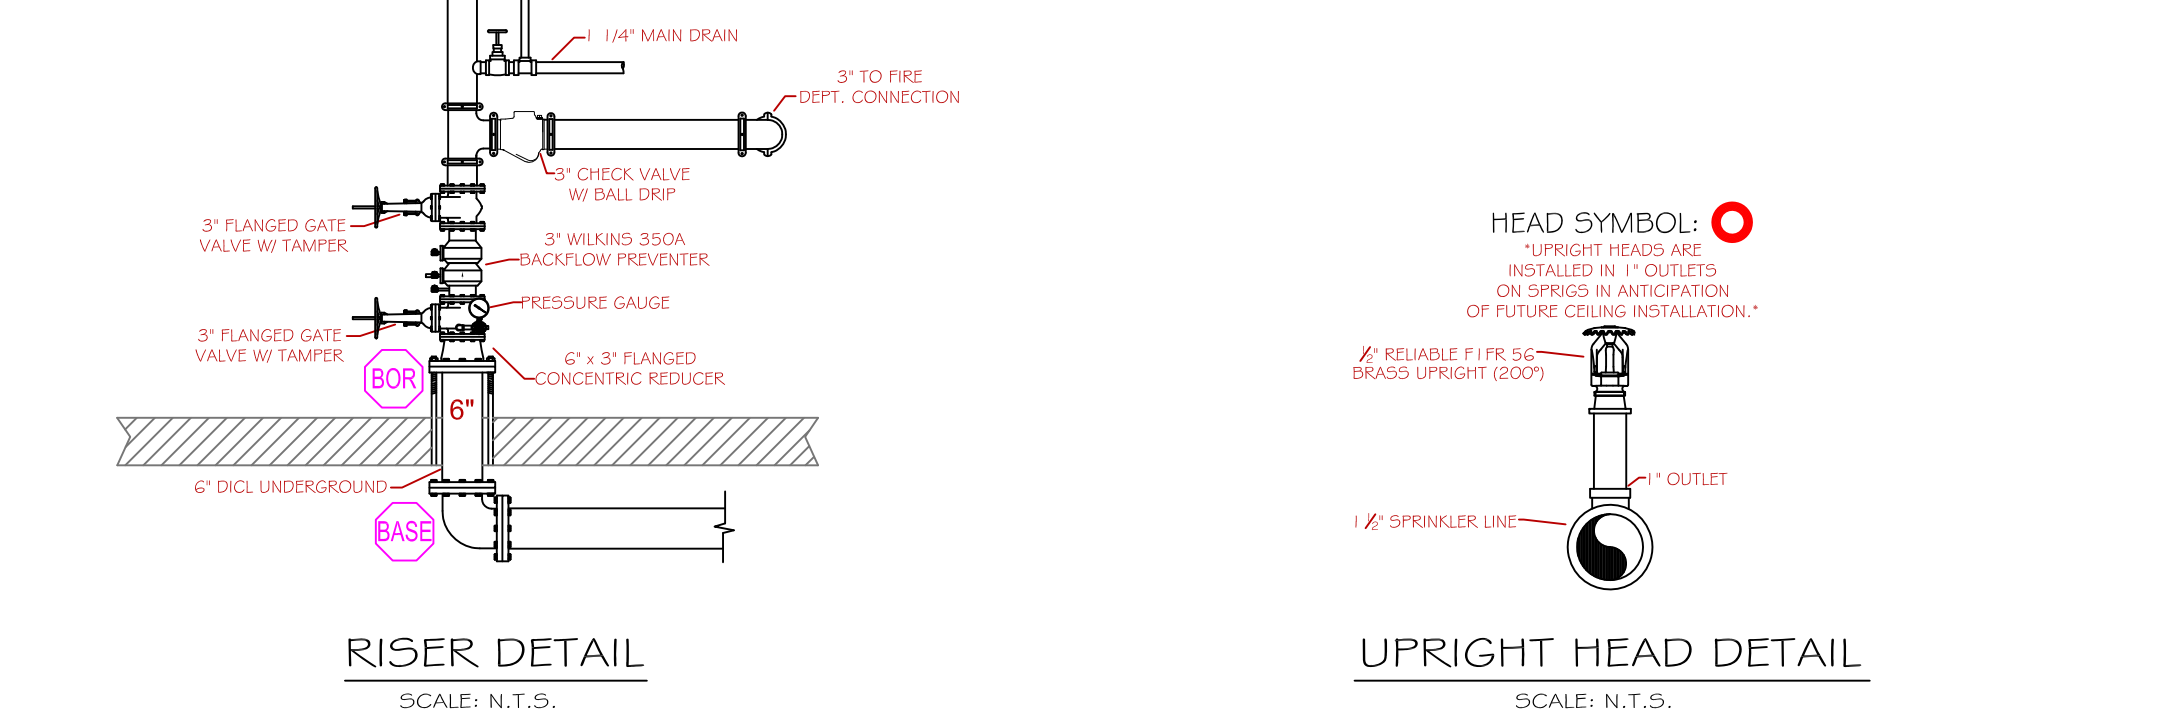 1 1/4" MAIN DRAIN
3" TO FIRE
DEPT. CONNECTION
3" CHECK VALVE
W/ BALL DRIP
3" FLANGED GATE
VALVE W/ TAMPER
3" WILKINS 350A
BACKFLOW PREVENTER
PRESSURE GAUGE
3" FLANGED GATE
VALVE W/ TAMPER
6" x 3" FLANGED
CONCENTRIC REDUCER
BOR
6"
6" DICL UNDERGROUND
BASE
RISER DETAIL
SCALE: N.T.S.
HEAD SYMBOL:
*UPRIGHT HEADS ARE
INSTALLED IN 1" OUTLETS
ON SPRIGS IN ANTICIPATION
OF FUTURE CEILING INSTALLATION.*
1/2" RELIABLE F1FR 56
BRASS UPRIGHT (200°)
1" OUTLET
1 1/2" SPRINKLER LINE
UPRIGHT HEAD DETAIL
SCALE: N.T.S.